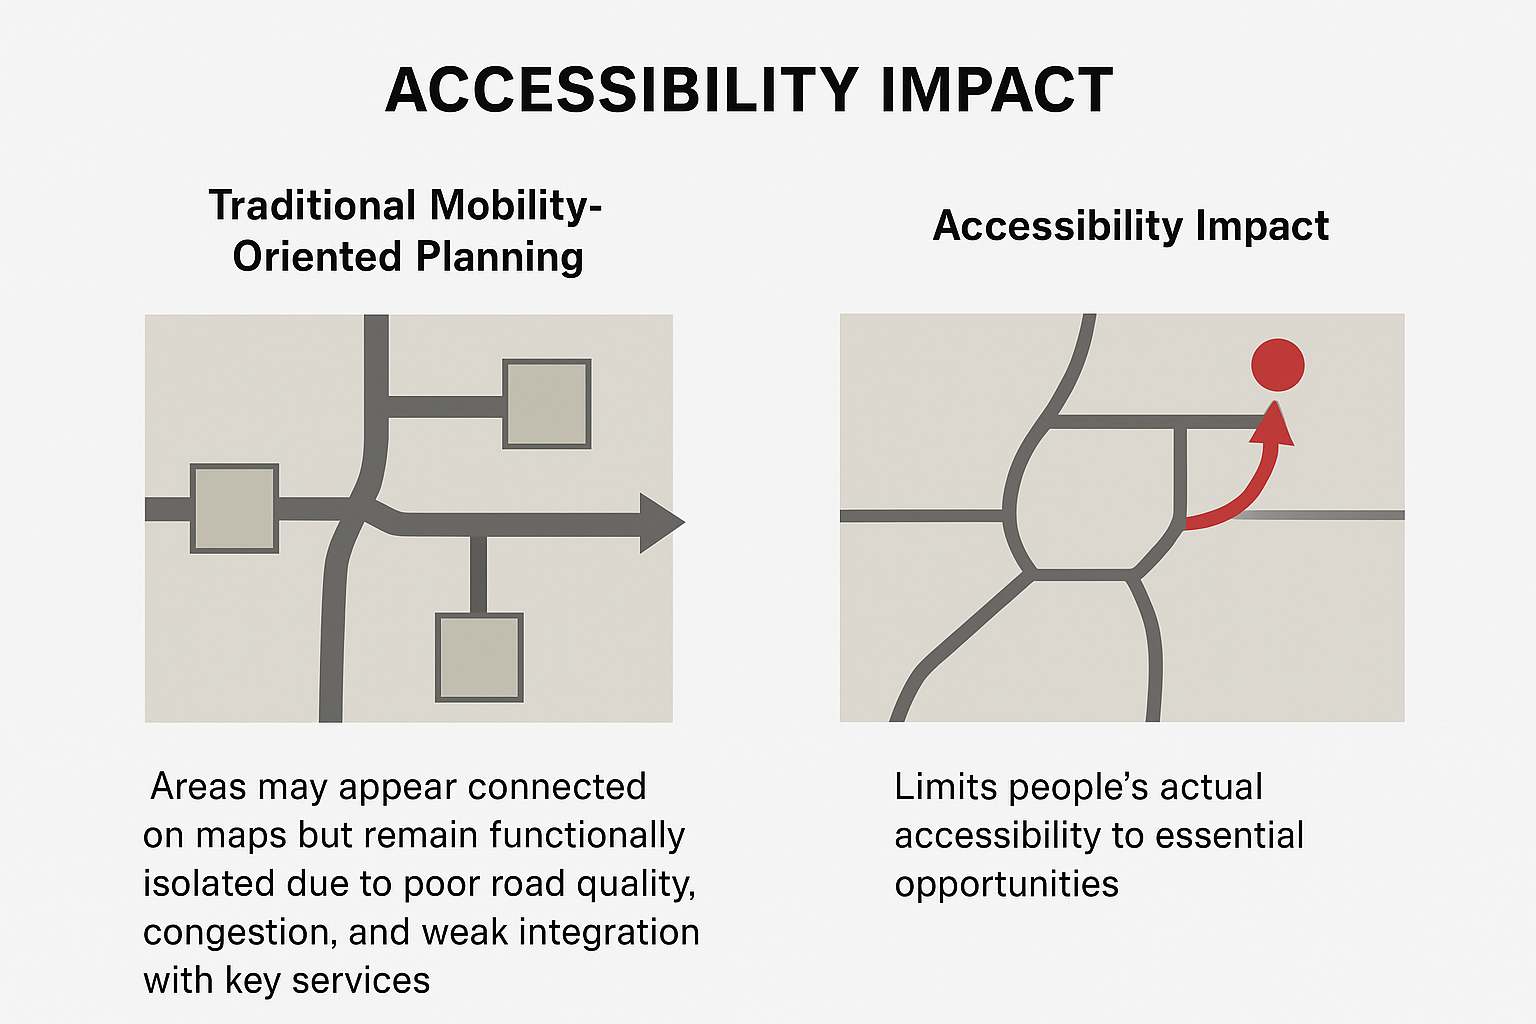 ACCESSIBILITY IMPACT
Traditional Mobility-
Oriented Planning
Areas may appear connected
on maps but remain functionally
isolated due to poor road quality,
congestion, and weak integration
with key services
Accessibility Impact
Limits people’s actual
accessibility to essential
opportunities